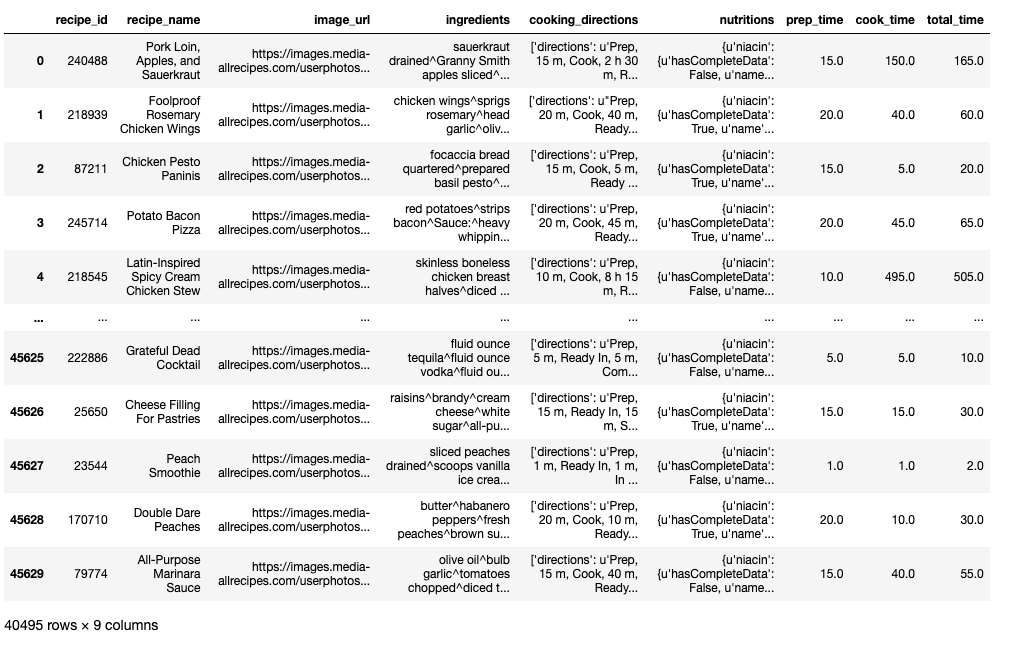 recipe_id recipe_name image_url ingredients cooking_directions nutritions prep_time cook_time total_time
0 240488 Pork Loin, Apples, and Sauerkraut https://images.media-allrecipes.com/userphotos... sauerkraut drained^Granny Smith apples sliced^... ['directions': u'Prep, 15 m, Cook, 2 h 30 m, R... {u'niacin': {u'hasCompleteData': False, u'name... 15.0 150.0 165.0
1 218939 Foolproof Rosemary Chicken Wings https://images.media-allrecipes.com/userphotos... chicken wings^sprigs rosemary^head garlic^oliv... ['directions': u"Prep, 20 m, Cook, 40 m, Ready... {u'niacin': {u'hasCompleteData': True, u'name'... 20.0 40.0 60.0
2 87211 Chicken Pesto Paninis https://images.media-allrecipes.com/userphotos... focaccia bread quartered^prepared basil pesto^... ['directions': u'Prep, 15 m, Cook, 5 m, Ready ... {u'niacin': {u'hasCompleteData': True, u'name'... 15.0 5.0 20.0
3 245714 Potato Bacon Pizza https://images.media-allrecipes.com/userphotos... red potatoes^strips bacon^Sauce:^heavy whippin... ['directions': u'Prep, 20 m, Cook, 45 m, Ready... {u'niacin': {u'hasCompleteData': True, u'name'... 20.0 45.0 65.0
4 218545 Latin-Inspired Spicy Cream Chicken Stew https://images.media-allrecipes.com/userphotos... skinless boneless chicken breast halves^diced ... ['directions': u'Prep, 10 m, Cook, 8 h 15 m, R... {u'niacin': {u'hasCompleteData': False, u'name... 10.0 495.0 505.0
... ... ... ... ... ... ... ... ... ...
45625 222886 Grateful Dead Cocktail https://images.media-allrecipes.com/userphotos... fluid ounce tequila^fluid ounce vodka^fluid ou... ['directions': u'Prep, 5 m, Ready In, 5 m, Com... {u'niacin': {u'hasCompleteData': False, u'name... 5.0 5.0 10.0
45626 25650 Cheese Filling For Pastries https://images.media-allrecipes.com/userphotos... raisins^brandy^cream cheese^white sugar^all-pu... ['directions': u'Prep, 15 m, Ready In, 15 m, S... {u'niacin': {u'hasCompleteData': True, u'name'... 15.0 15.0 30.0
45627 23544 Peach Smoothie https://images.media-allrecipes.com/userphotos... sliced peaches drained^scoops vanilla ice crea... ['directions': u'Prep, 1 m, Ready In, 1 m, In ... {u'niacin': {u'hasCompleteData': False, u'name... 1.0 1.0 2.0
45628 170710 Double Dare Peaches https://images.media-allrecipes.com/userphotos... butter^habanero peppers^fresh peaches^brown su... ['directions': u'Prep, 20 m, Cook, 10 m, Ready... {u'niacin': {u'hasCompleteData': True, u'name'... 20.0 10.0 30.0
45629 79774 All-Purpose Marinara Sauce https://images.media-allrecipes.com/userphotos... olive oil^bulb garlic^tomatoes chopped^diced t... ['directions': u'Prep, 15 m, Cook, 40 m, Ready... {u'niacin': {u'hasCompleteData': False, u'name... 15.0 40.0 55.0
40495 rows × 9 columns